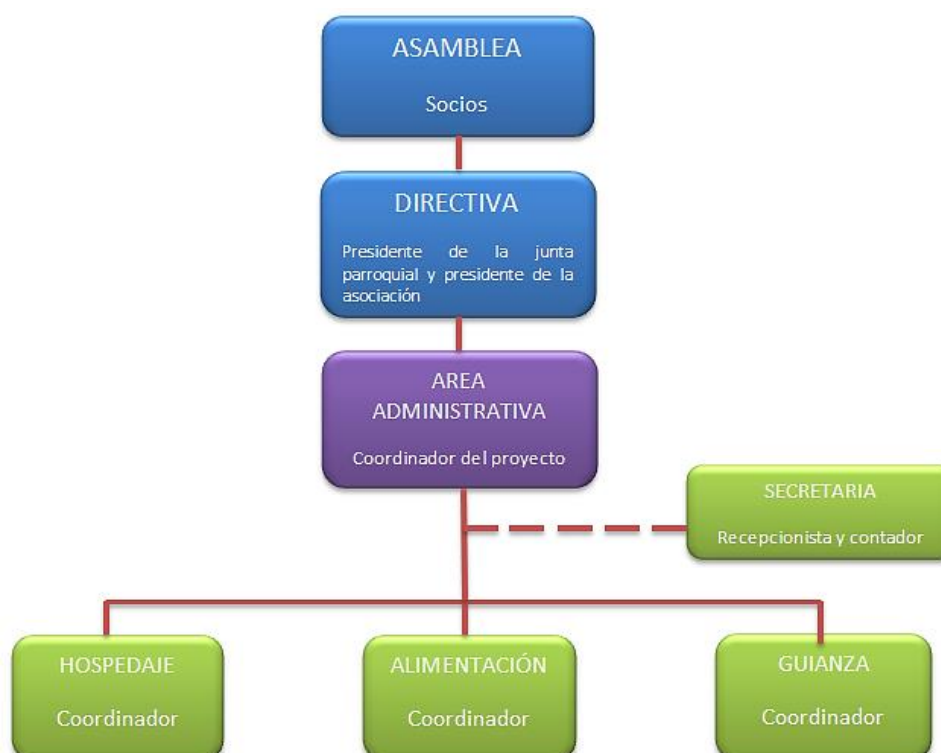 ASAMBLEA
Socios
DIRECTIVA
Presidente de la junta
parroquial y presidente de la
asociación
AREA
ADMINISTRATIVA
Coordinador del proyecto
SECRETARIA
Recepcionista y contador
HOSPEDAJE
Coordinador
ALIMENTACIÓN
Coordinador
GUIANZA
Coordinador